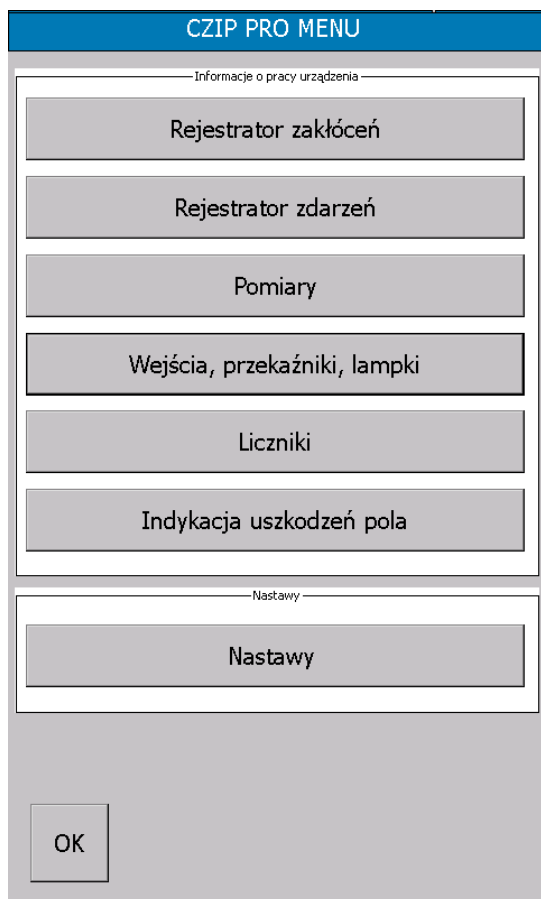 CZIP PRO MENU
Informacje o pracy urządzenia
Rejestrator zakłóceń
Rejestrator zdarzeń
Pomiary
Wejścia, przekaźniki, lampki
Liczniki
Indykacja uszkodzeń pola
Nastawy
Nastawy
OK